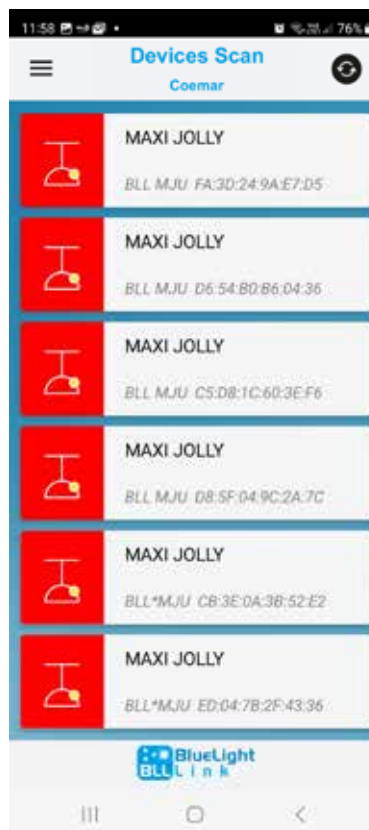 11:58
76%
Devices Scan
Coemar
MAXI JOLLY
BLL MJU FA:3D:24:9A:E7:D5
MAXI JOLLY
BLL MJU D6:54:B0:B6:04:36
MAXI JOLLY
BLL MJU C5:D8:1C:60:3E:F6
MAXI JOLLY
BLL MJU D8:5F:04:9C:2A:7C
MAXI JOLLY
BLL*MJU CB:3E:0A:3B:52:E2
MAXI JOLLY
BLL*MJU ED:04:7B:2F:43:36
BlueLight
BLL Link